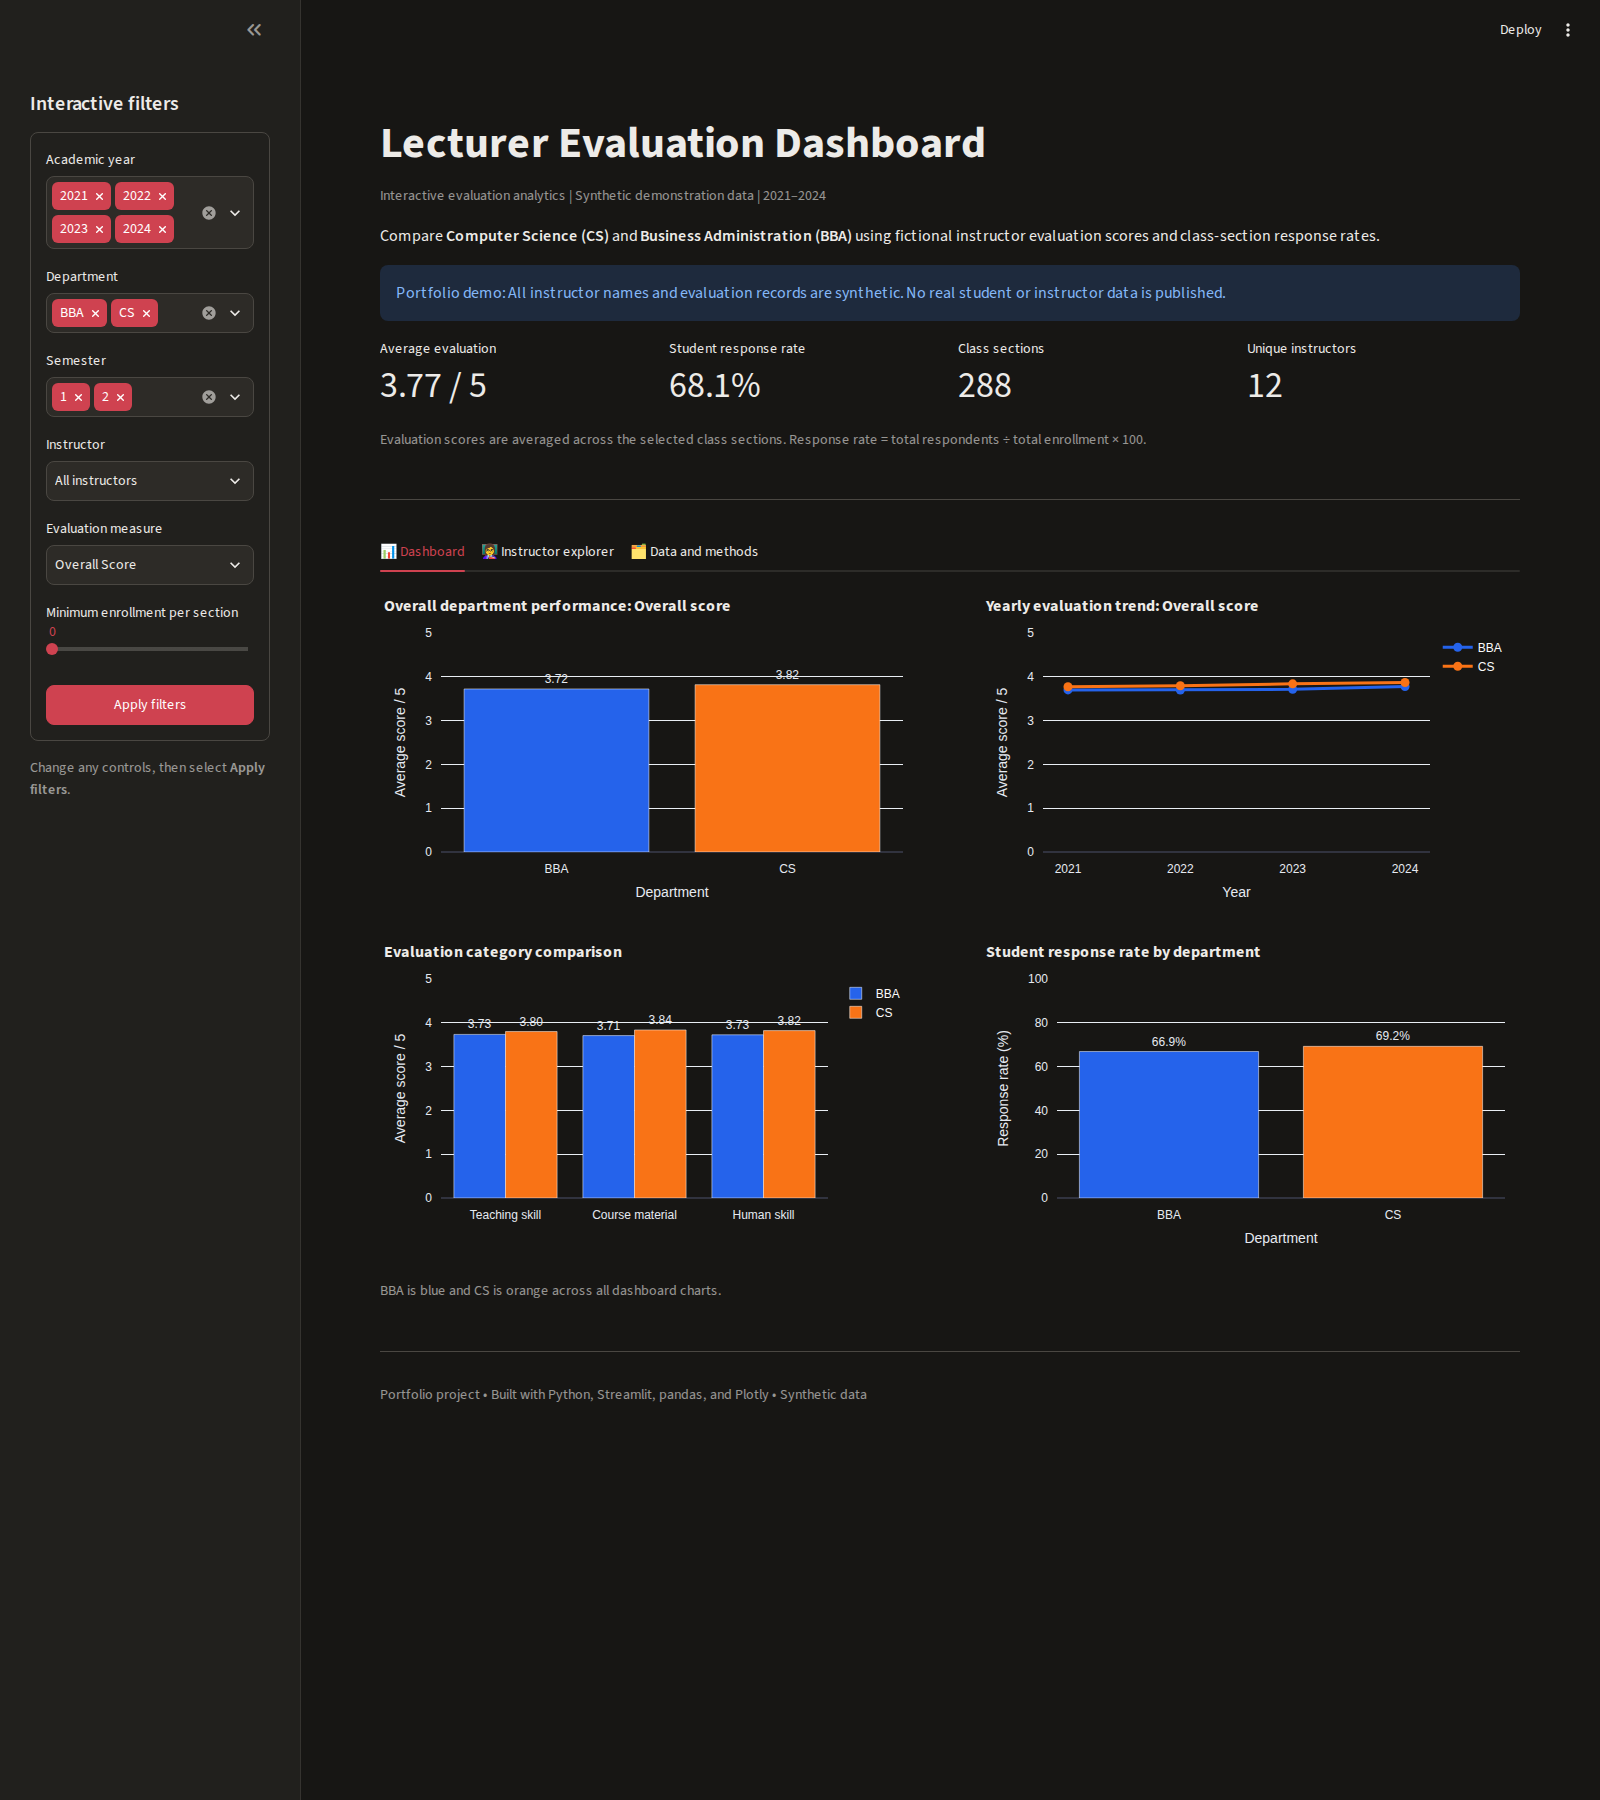 Deploy
Interactive filters
Academic year
2021 2022
2023 2024
Department
BBA CS
Semester
1 2
Instructor
All instructors
Evaluation measure
Overall Score
Minimum enrollment per section
0
Apply filters
Change any controls, then select Apply
filters.
Lecturer Evaluation Dashboard
Interactive evaluation analytics | Synthetic demonstration data | 2021–2024
Compare Computer Science (CS) and Business Administration (BBA) using fictional instructor evaluation scores and class-section response rates.
Portfolio demo: All instructor names and evaluation records are synthetic. No real student or instructor data is published.
Average evaluation
3.77 / 5
Student response rate
68.1%
Class sections
288
Unique instructors
12
Evaluation scores are averaged across the selected class sections. Response rate = total respondents ÷ total enrollment × 100.
Dashboard Instructor explorer Data and methods
Overall department performance: Overall score
5
4
3
2
1
0
Average score / 5
3.72
3.82
BBA CS
Department
Yearly evaluation trend: Overall score
5
4
3
2
1
0
Average score / 5
2021 2022 2023 2024
Year
BBA
CS
Evaluation category comparison
5
4
3
2
1
0
Average score / 5
3.73 3.80 3.71 3.84 3.73 3.82
Teaching skill Course material Human skill
BBA
CS
Student response rate by department
100
80
60
40
20
0
Response rate (%)
66.9%
69.2%
BBA CS
Department
BBA is blue and CS is orange across all dashboard charts.
Portfolio project • Built with Python, Streamlit, pandas, and Plotly • Synthetic data